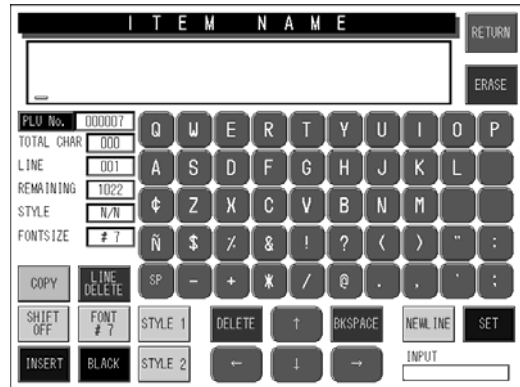 ITEM NAME
RETURN
ERASE
PLU No. 000007
TOTAL CHAR 000
LINE 001
REMAINING 1022
STYLE N/N
FONTSIZE # 7
Q W E R T Y U I O P
A S D F G H J K L
¢ Z X C V B N M
Ñ $ % & ! ? ( ) " :
SP - + * / @ . , ' ;
COPY LINE DELETE
SHIFT OFF FONT # 7 STYLE 1 DELETE ↑ BKSPACE NEWLINE SET
INSERT BLACK STYLE 2 ← ↓ → INPUT